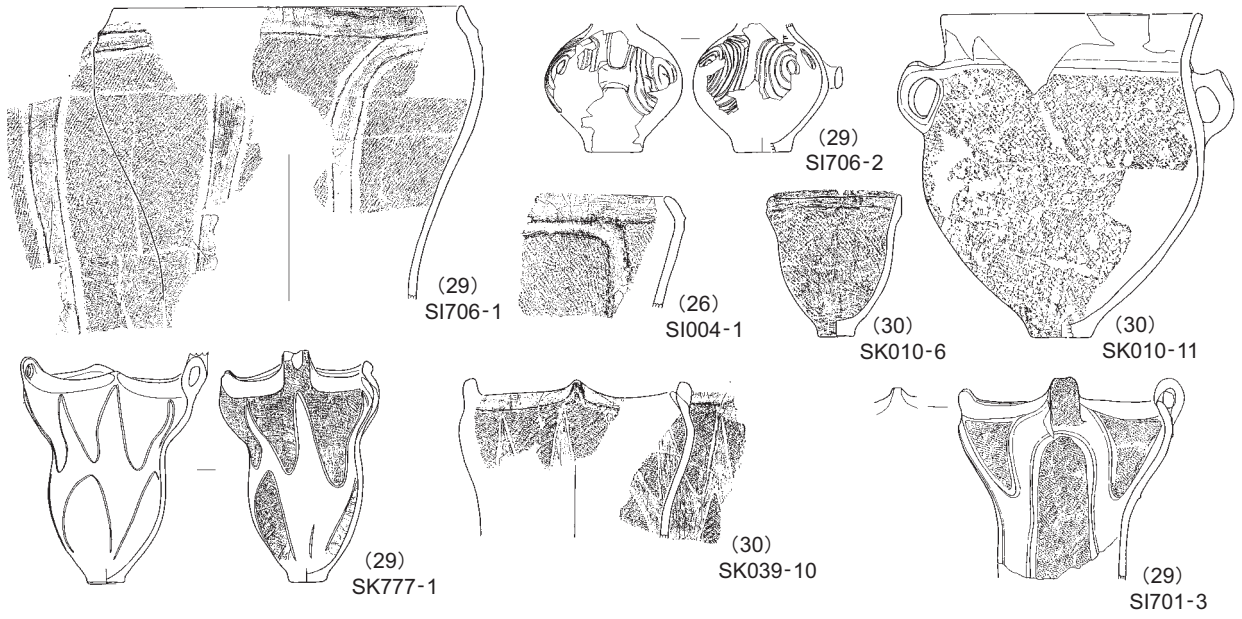 (29)
SI706-1
(29)
SI706-2
(26)
SI004-1
(30)
SK010-6
(30)
SK010-11
(29)
SK777-1
(30)
SK039-10
(29)
SI701-3